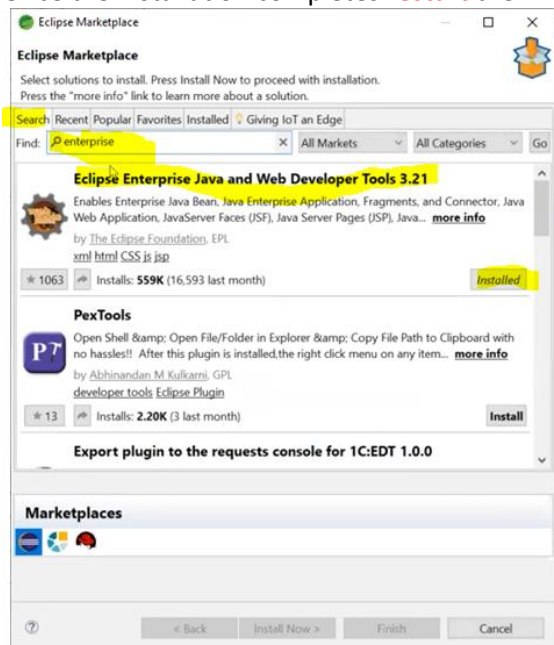 Eclipse Marketplace
Eclipse Marketplace
Select solutions to install. Press Install Now to proceed with installation.
Press the "more info" link to learn more about a solution.
Search Recent Popular Favorites Installed Giving IoT an Edge
Find: enterprise All Markets All Categories Go
Eclipse Enterprise Java and Web Developer Tools 3.21
Enables Enterprise Java Bean, Java Enterprise Application, Fragments, and Connector, Java
Web Application, JavaServer Faces (JSF), Java Server Pages (JSP), Java... more info
by The Eclipse Foundation, EPL
xml html CSS js jsp
1063 Installs: 559K (16,593 last month) Installed
PexTools
Open Shell &amp; Open File/Folder in Explorer &amp; Copy File Path to Clipboard with
no hassles!! After this plugin is installed,the right click menu on any item... more info
by Abhinandan M Kulkarni, GPL
developer tools Eclipse Plugin
13 Installs: 2.20K (3 last month) Install
Export plugin to the requests console for 1C:EDT 1.0.0
Marketplaces
< Back Install Now > Finish Cancel